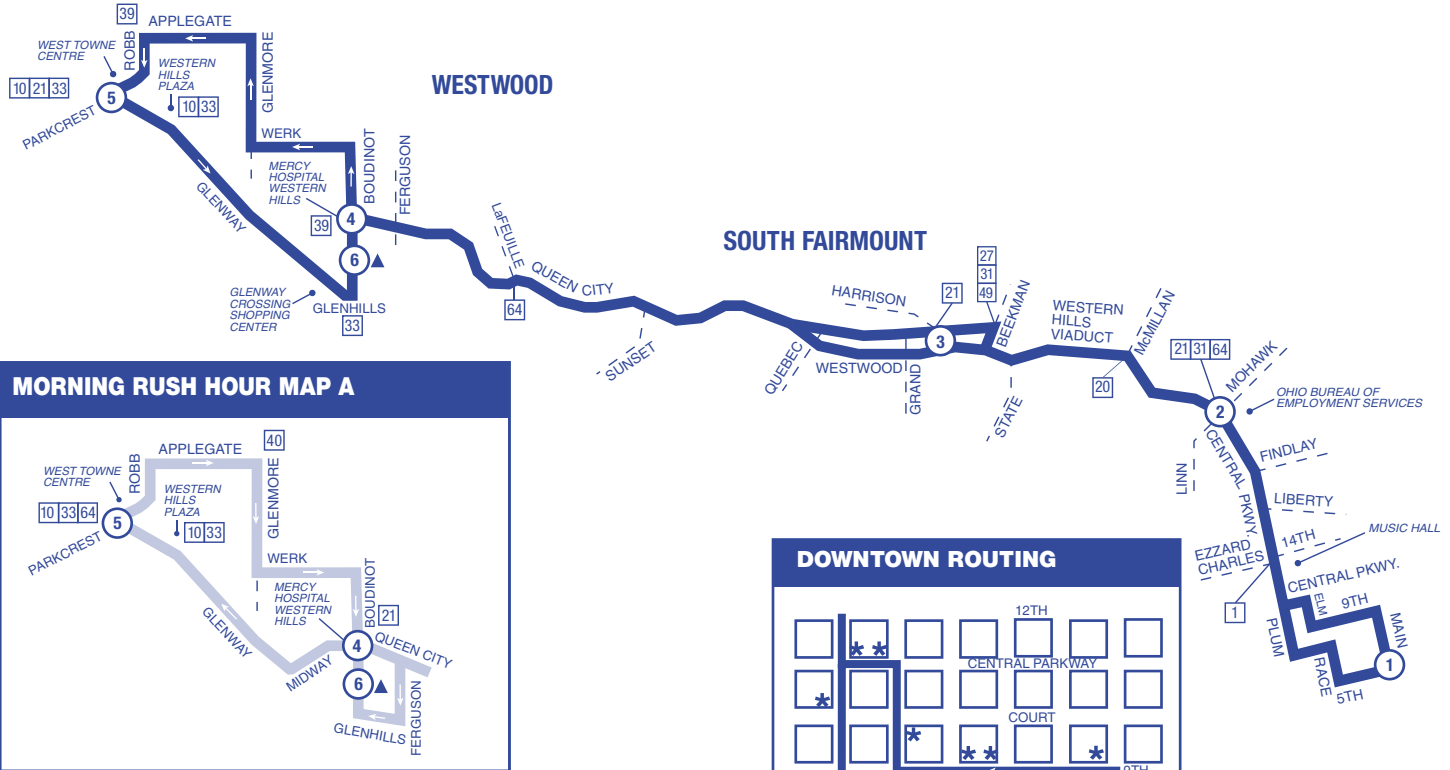 39
APPLEGATE
WEST TOWNE
CENTRE
ROBB
WESTERN
HILLS
PLAZA
GLENMORE
WESTWOOD
10 21 33
5
10 33
PARKCREST
WERK
MERCY
HOSPITAL
WESTERN
HILLS
BOUDINOT
FERGUSON
GLENWAY
39
4
6
LaFEUILLE
QUEEN CITY
64
GLENWAY
CROSSING
SHOPPING
CENTER
GLENHILLS
33
SOUTH FAIRMOUNT
27
31
49
HARRISON
21
BEEKMAN
3
SUNSET
QUEBEC
WESTWOOD
GRAND
STATE
WESTERN
HILLS
VIADUCT
McMILLAN
20
21 31 64
MOHAWK
2
OHIO BUREAU OF
EMPLOYMENT SERVICES
LINN
CENTRAL PKWY.
FINDLAY
LIBERTY
EZZARD
CHARLES
14TH
MUSIC HALL
1
CENTRAL PKWY.
ELM
9TH
MAIN
PLUM
RACE
5TH
1
MORNING RUSH HOUR MAP A
40
APPLEGATE
WEST TOWNE
CENTRE
ROBB
WESTERN
HILLS
PLAZA
GLENMORE
10 33 64
5
10 33
PARKCREST
WERK
MERCY
HOSPITAL
WESTERN
HILLS
BOUDINOT
21
GLENWAY
4
QUEEN CITY
MIDWAY
6
FERGUSON
GLENHILLS
DOWNTOWN ROUTING
12TH
* *
CENTRAL PARKWAY
*
COURT
*
* *
*
9TH